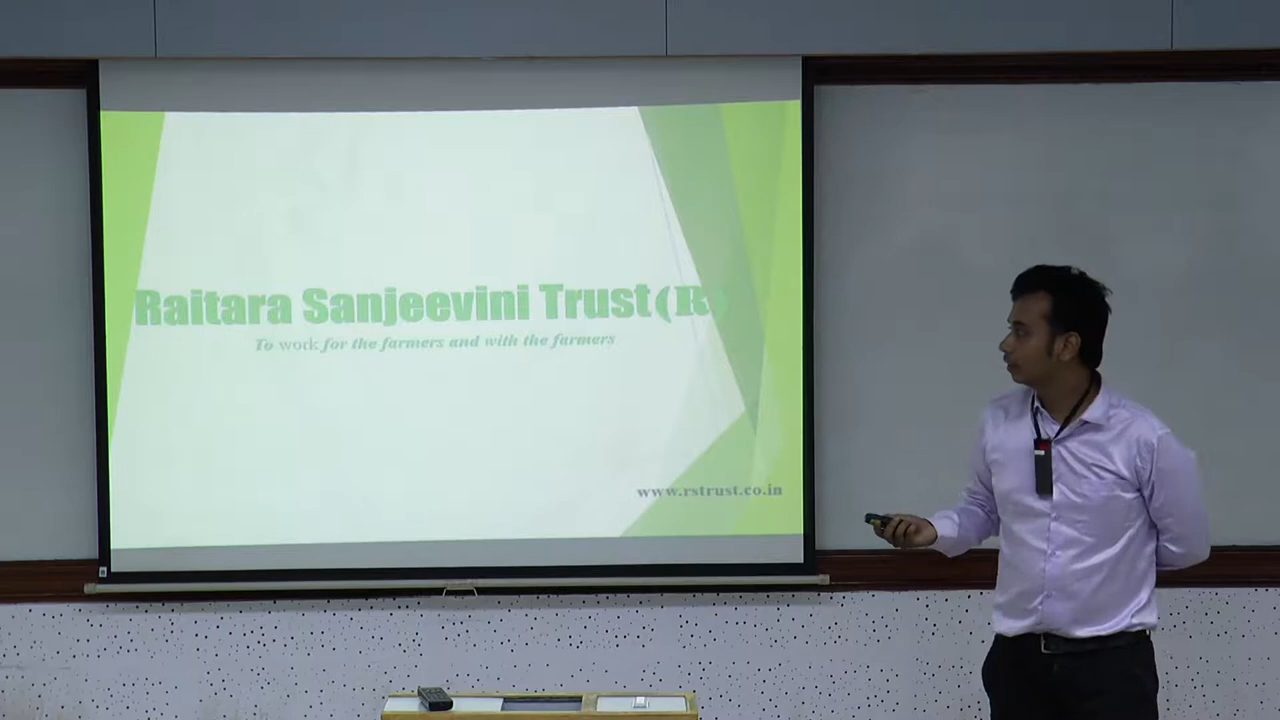 Raitara Sanjeevini Trust(R)
To work for the farmers and with the farmers
www.rstrust.co.in